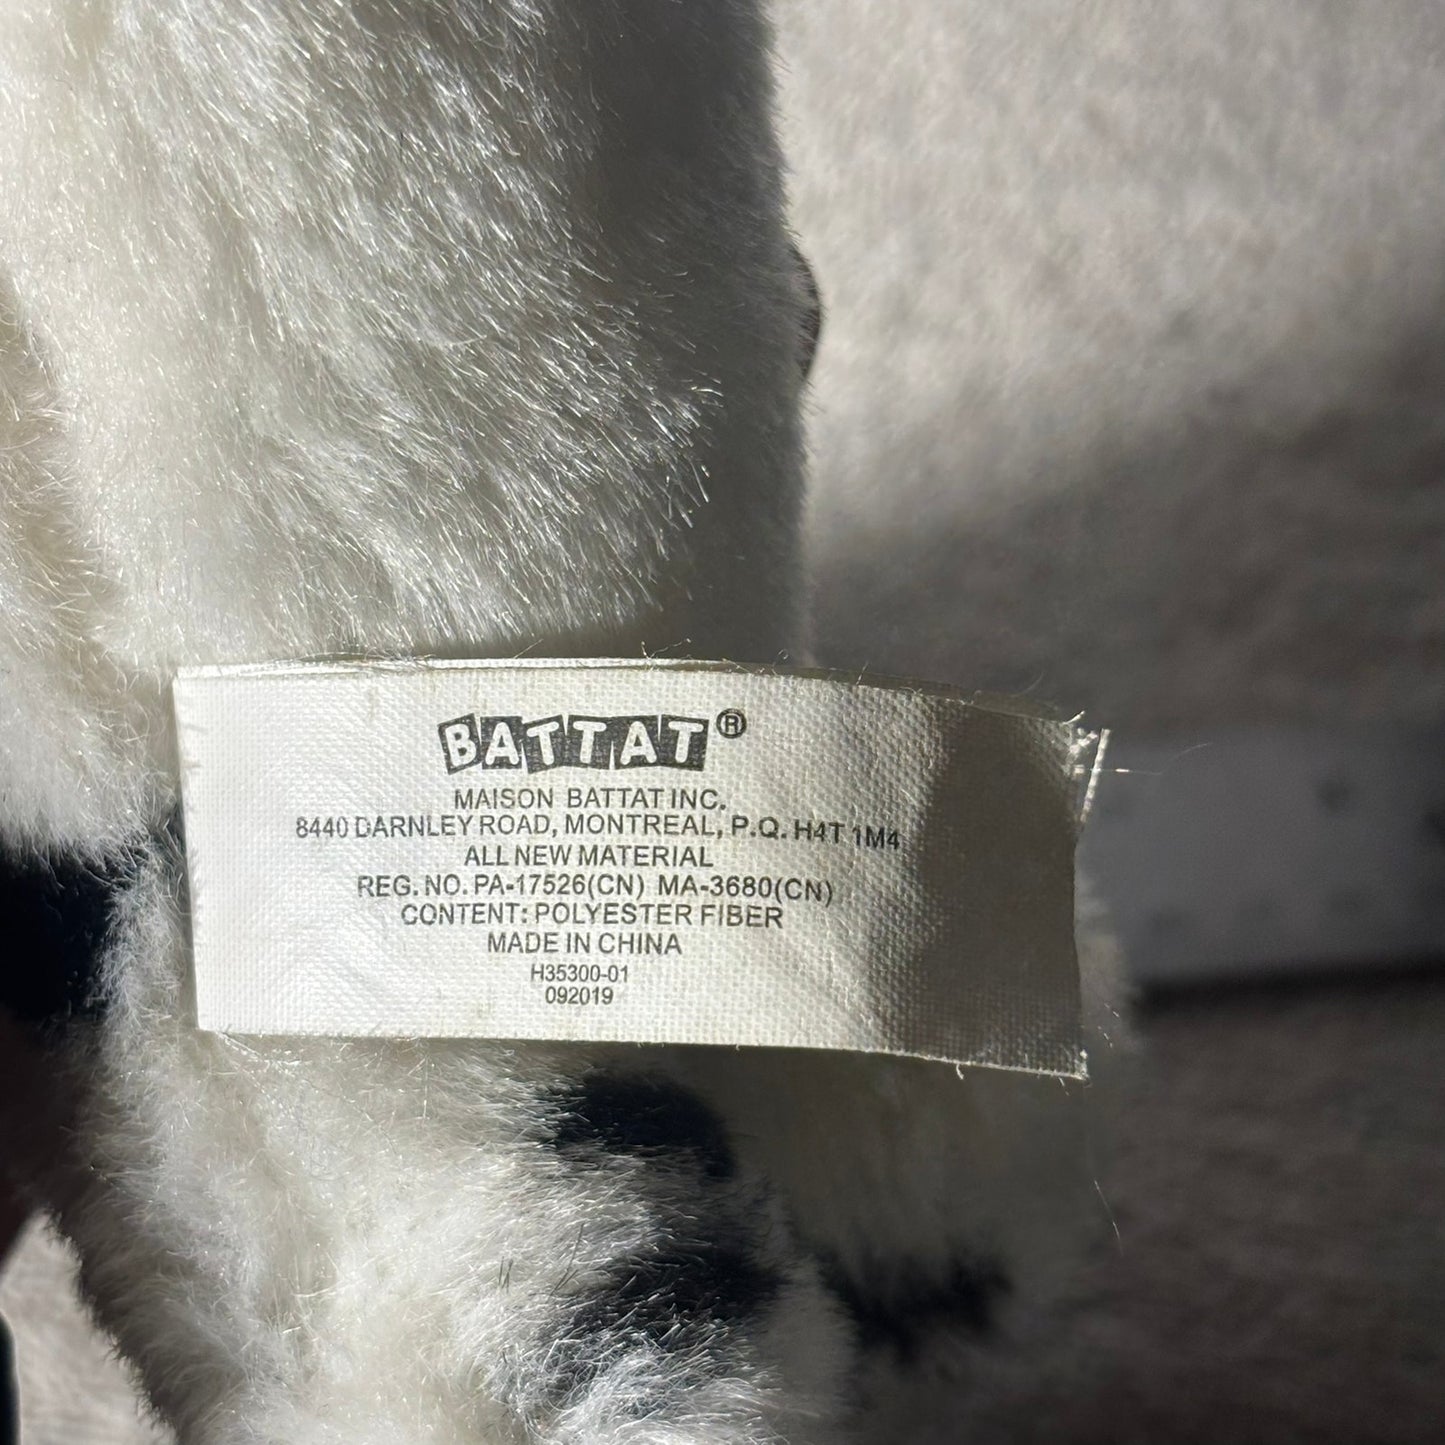 BATTAT®
MAISON BATTAT INC.
8440 DARNLEY ROAD, MONTREAL, P.Q. H4T 1M4
ALL NEW MATERIAL
REG. NO. PA-17526(CN) MA-3680(CN)
CONTENT: POLYESTER FIBER
MADE IN CHINA
H35300-01
092019